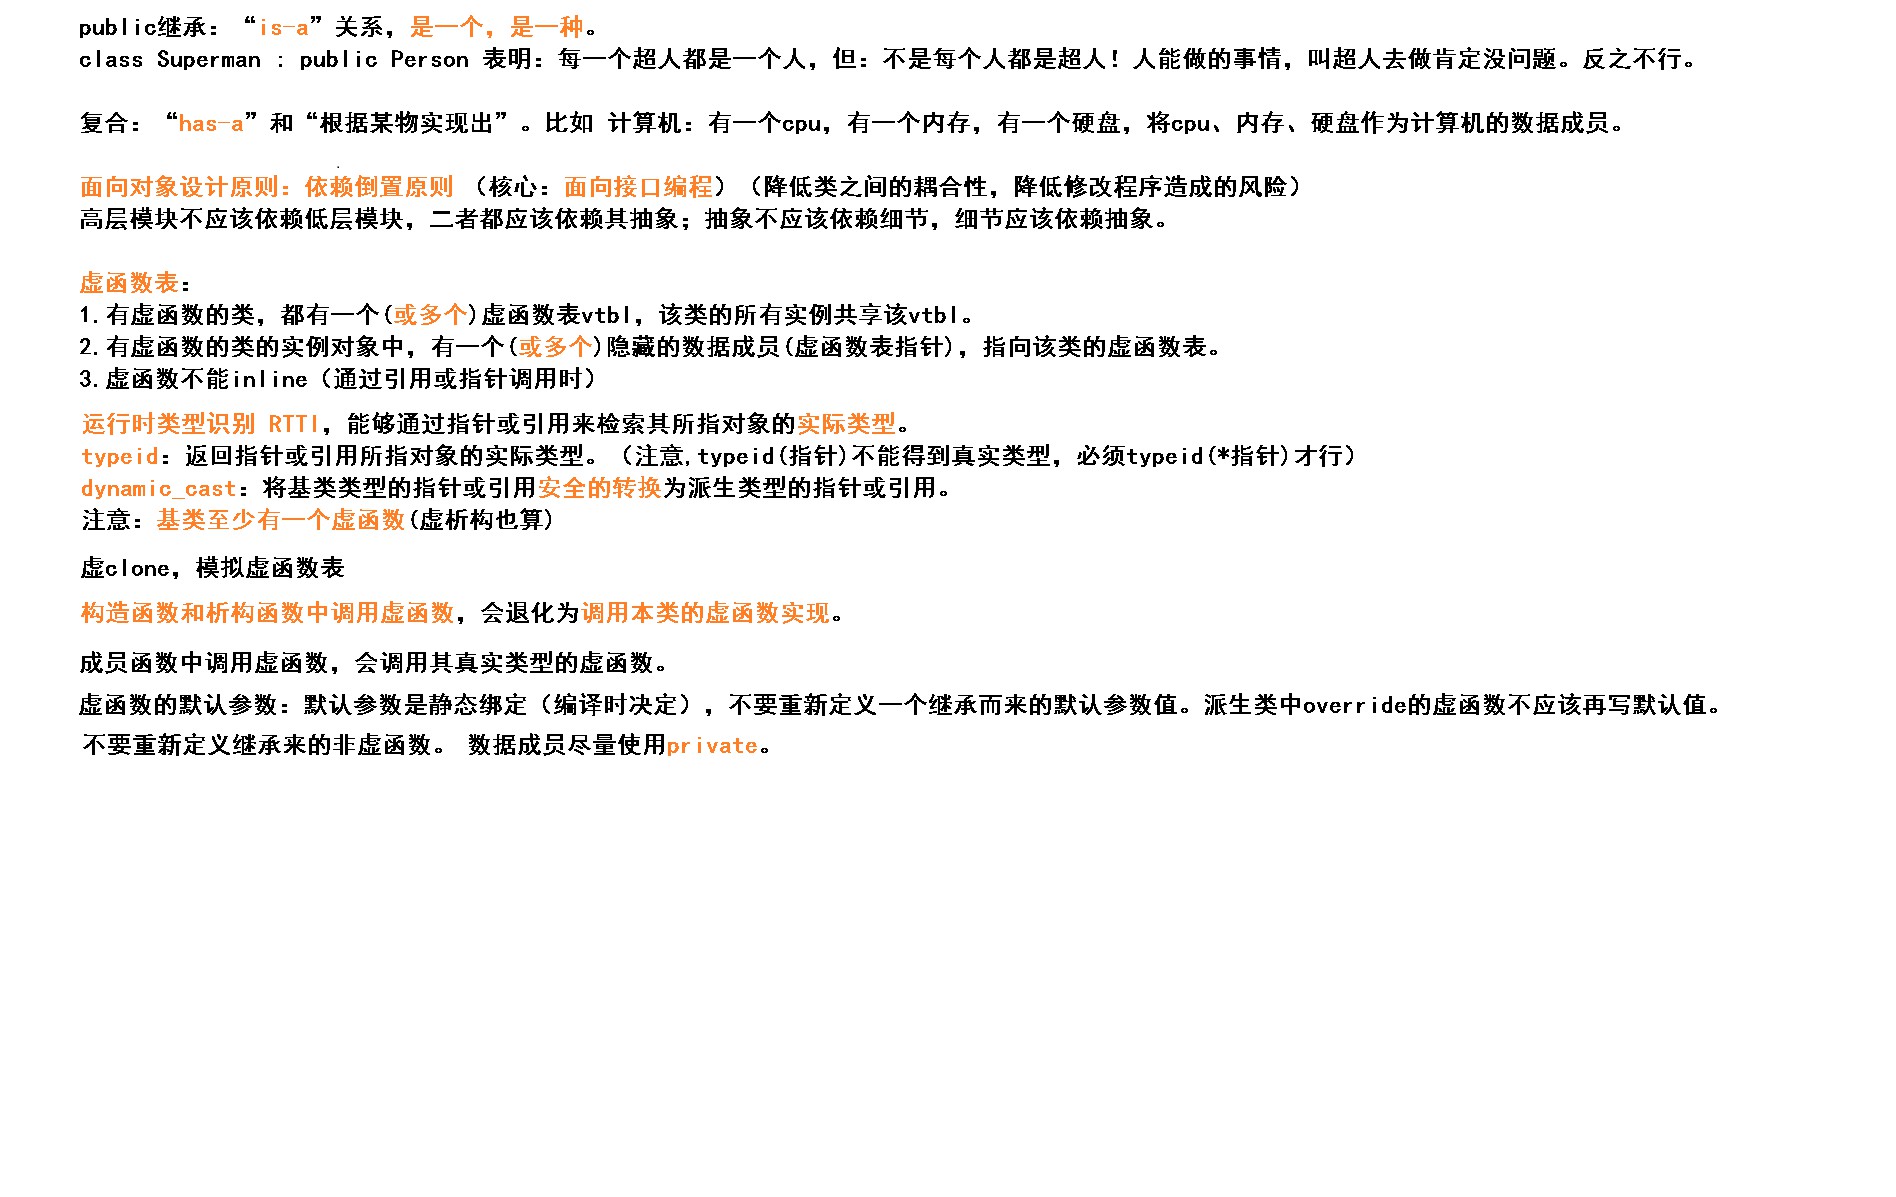 public继承：“is-a”关系，是一个，是一种。
class Superman : public Person 表明：每一个超人都是一个人，但：不是每个人都是超人！人能做的事情，叫超人去做肯定没问题。反之不行。
复合：“has-a”和“根据某物实现出”。比如 计算机：有一个cpu，有一个内存，有一个硬盘，将cpu、内存、硬盘作为计算机的数据成员。
面向对象设计原则：依赖倒置原则 （核心：面向接口编程）（降低类之间的耦合性，降低修改程序造成的风险）
高层模块不应该依赖低层模块，二者都应该依赖其抽象；抽象不应该依赖细节，细节应该依赖抽象。
虚函数表：
1.有虚函数的类，都有一个(或多个)虚函数表vtbl，该类的所有实例共享该vtbl。
2.有虚函数的类的实例对象中，有一个(或多个)隐藏的数据成员(虚函数表指针)，指向该类的虚函数表。
3.虚函数不能inline（通过引用或指针调用时）
运行时类型识别 RTTI，能够通过指针或引用来检索其所指对象的实际类型。
typeid：返回指针或引用所指对象的实际类型。（注意,typeid(指针)不能得到真实类型，必须typeid(*指针)才行）
dynamic_cast：将基类类型的指针或引用安全的转换为派生类型的指针或引用。
注意：基类至少有一个虚函数(虚析构也算)
虚clone，模拟虚函数表
构造函数和析构函数中调用虚函数，会退化为调用本类的虚函数实现。
成员函数中调用虚函数，会调用其真实类型的虚函数。
虚函数的默认参数：默认参数是静态绑定（编译时决定），不要重新定义一个继承而来的默认参数值。派生类中override的虚函数不应该再写默认值。
不要重新定义继承来的非虚函数。 数据成员尽量使用private。